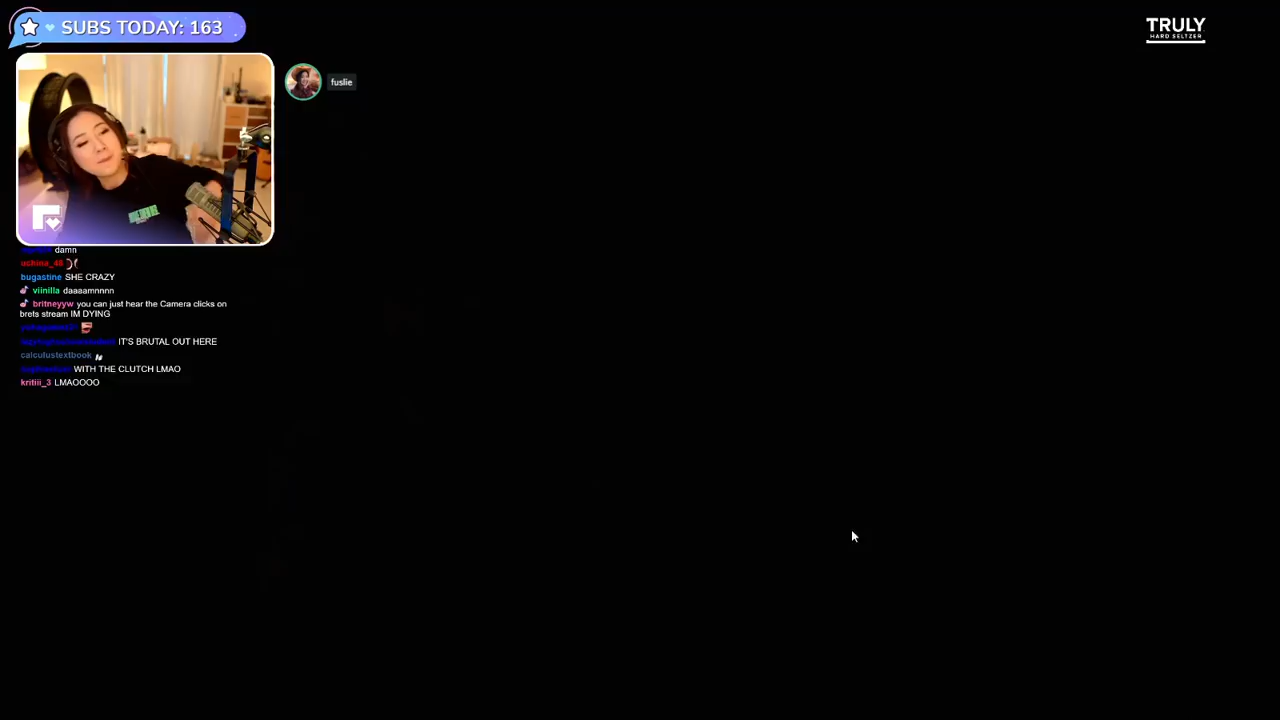 SUBS TODAY: 163
TRULY
HARD SELTZER
fuslie
damn
ushina_48
bugastine SHE CRAZY
viinilla daaaamnnnn
britneyyw you can just hear the Camera clicks on
brets stream IM DYING
IT'S BRUTAL OUT HERE
calculustextbook
WITH THE CLUTCH LMAO
kritiii_3 LMAOOOO